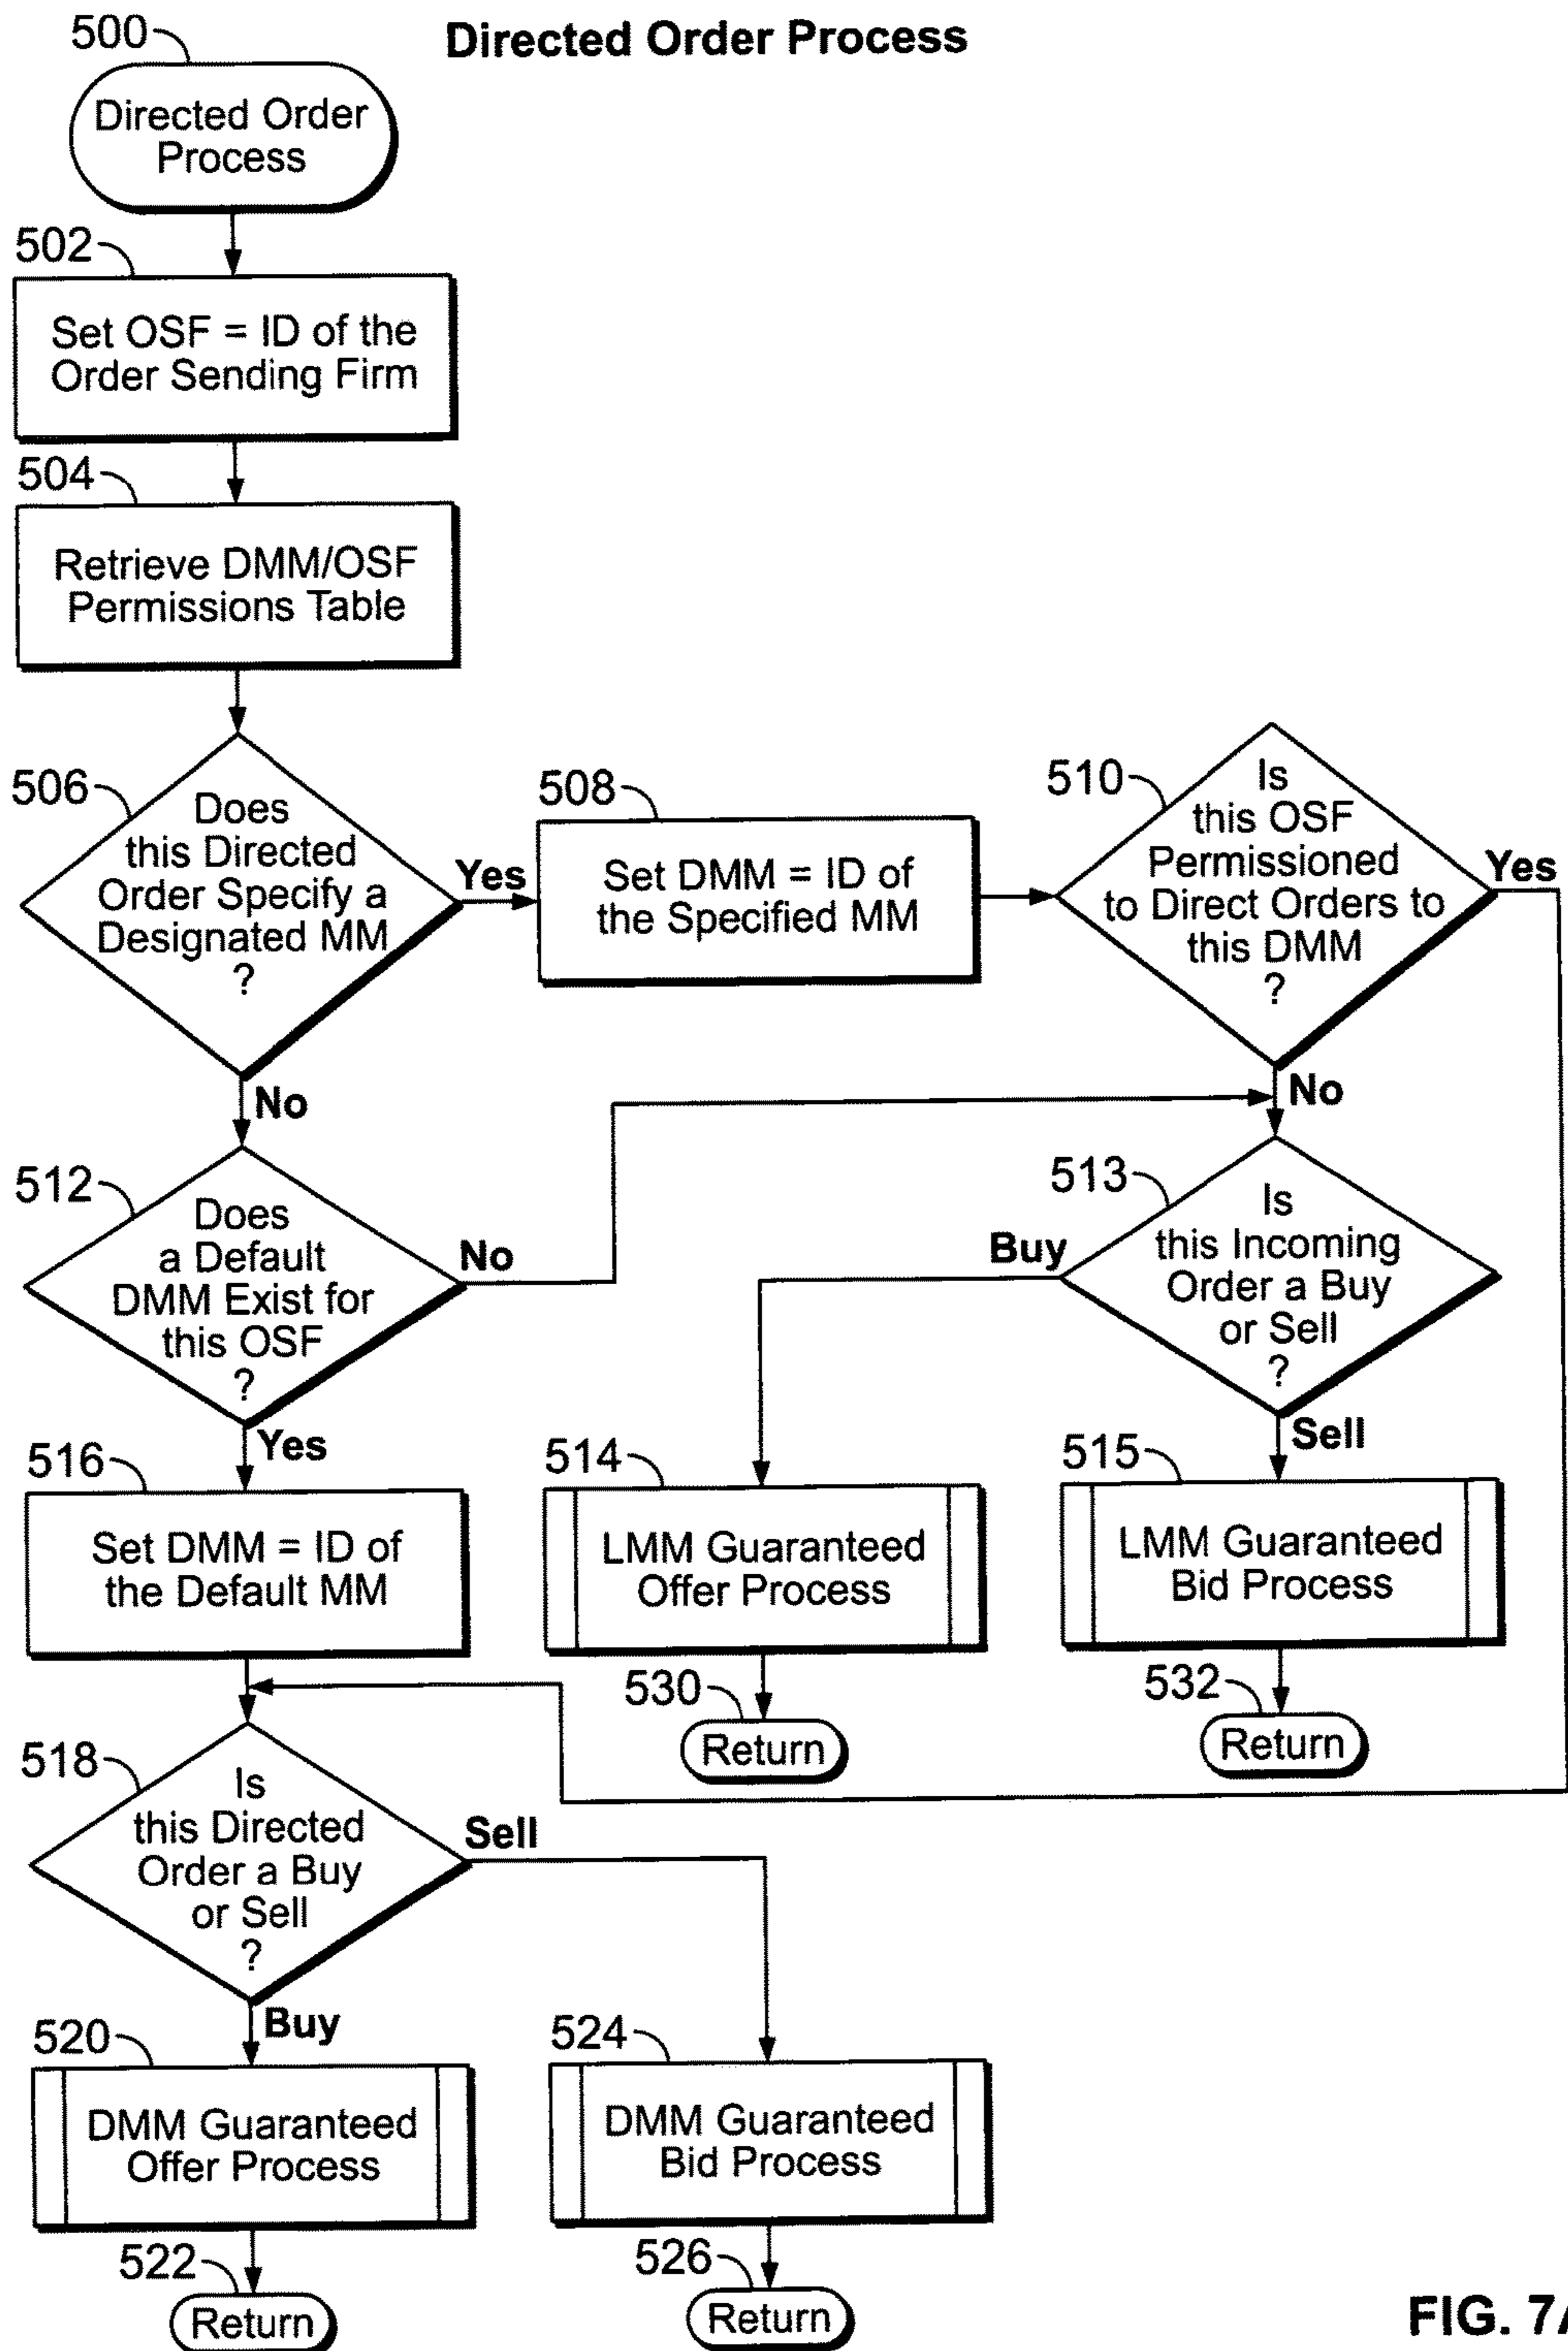 500
Directed Order Process
Directed Order
Process
502
Set OSF = ID of the
Order Sending Firm
504
Retrieve DMM/OSF
Permissions Table
506
Does
this Directed
Order Specify a
Designated MM
?
Yes
508
Set DMM = ID of
the Specified MM
510
Is
this OSF
Permissioned
to Direct Orders to
this DMM
?
Yes
No
No
512
Does
a Default
DMM Exist for
this OSF
?
No
513
Is
this Incoming
Order a Buy
or Sell
?
Buy
Sell
Yes
516
Set DMM = ID of
the Default MM
514
LMM Guaranteed
Offer Process
515
LMM Guaranteed
Bid Process
530
Return
532
Return
518
Is
this Directed
Order a Buy
or Sell
?
Sell
Buy
520
DMM Guaranteed
Offer Process
524
DMM Guaranteed
Bid Process
522
Return
526
Return
FIG. 7A